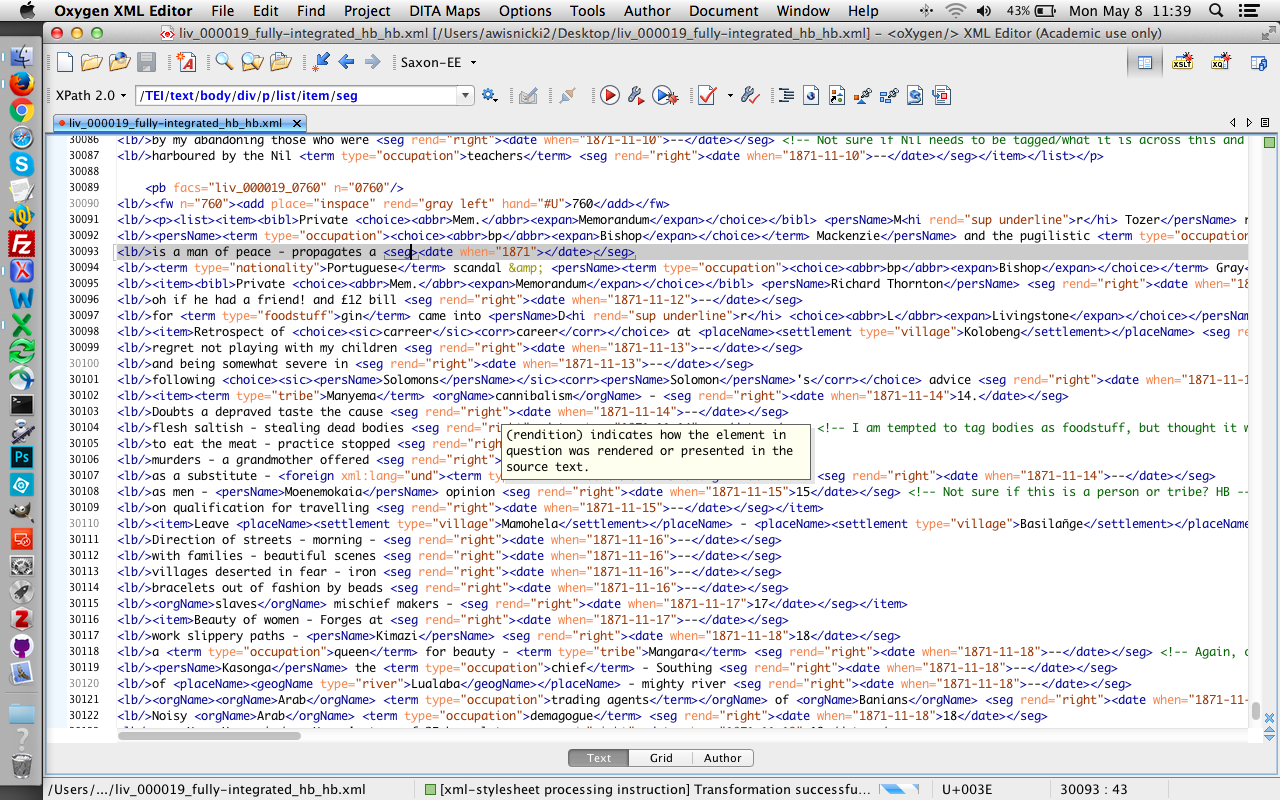 Oxygen XML Editor File Edit Find Project DITA Maps Options Tools Author Document Window Help 43% Mon May 8 11:39
liv_000019_fully-integrated_hb_hb.xml [/Users/awisnicki2/Desktop/liv_000019_fully-integrated_hb_hb.xml] - <oXygen/> XML Editor (Academic use only)
Saxon-EE
XPath 2.0 /TEI/text/body/div/p/list/item/seg
liv_000019_fully-integrated_hb_hb.xml
30086 <lb/>by my abandoning those who were <seg rend="right"><date when="1871-11-10">--</date></seg> <!-- Not sure if Nil needs to be tagged/what it is across this and
30087 <lb/>harboured by the Nil <term type="occupation">teachers</term> <seg rend="right"><date when="1871-11-10">--</date></seg></item></list></p>
30088
30089 <pb facs="liv_000019_0760" n="0760"/>
30090 <lb/><fw n="760"><add place="inspace" rend="gray left" hand="#U">760</add></fw>
30091 <lb/><p><list><item><bibl>Private <choice><abbr>Mem.</abbr><expan>Memorandum</expan></choice></bibl> <persName>M<hi rend="sup underline">r</hi> Tozer</persName>
30092 <lb/><term type="occupation"><choice><abbr>bp</abbr><expan>Bishop</expan></choice></term> Mackenzie</persName> and the pugilistic <term type="occupation"
30093 <lb/>is a man of peace - propagates a <seg><date when="1871"></date></seg>
30094 <lb/><term type="nationality">Portuguese</term> scandal &amp; <persName><term type="occupation"><choice><abbr>bp</abbr><expan>Bishop</expan></choice></term> Gray<
30095 <lb/><item><bibl>Private <choice><abbr>Mem.</abbr><expan>Memorandum</expan></choice></bibl> <persName>Richard Thornton</persName> <seg rend="right"><date when="18
30096 <lb/>oh if he had a friend! and £12 bill <seg rend="right"><date when="1871-11-12">--</date></seg>
30097 <lb/>for <term type="foodstuff">gin</term> came into <persName>D<hi rend="sup underline">r</hi> <choice><abbr>L</abbr><expan>Livingstone</expan></choice></persName>
30098 <lb/><item>Retrospect of <choice><sic>carreer</sic><corr>career</corr></choice> at <placeName><settlement type="village">Kolobeng</settlement></placeName> <seg re
30099 <lb/>regret not playing with my children <seg rend="right"><date when="1871-11-13">--</date></seg>
30100 <lb/>and being somewhat severe in <seg rend="right"><date when="1871-11-13">--</date></seg>
30101 <lb/>following <choice><sic><persName>Solomons</persName></sic><corr><persName>Solomon</persName>'s</corr></choice> advice <seg rend="right"><date when="1871-11-1
30102 <lb/><item><term type="tribe">Manyema</term> <orgName>cannibalism</orgName> - <seg rend="right"><date when="1871-11-14">14.</date></seg>
30103 <lb/>Doubts a depraved taste the cause <seg rend="right"><date when="1871-11-14">--</date></seg>
30104 <lb/>flesh saltish - stealing dead bodies <seg <!-- I am tempted to tag bodies as foodstuff, but thought it w
30105 <lb/>to eat the meat - practice stopped <seg
30106 <lb/>murders - a grandmother offered <seg
30107 <lb/>as a substitute - <foreign xml:lang="und"><term <seg rend="right"><date when="1871-11-14">--</date></seg>
(rendition) indicates how the element in
question was rendered or presented in the
source text.
30108 <lb/>as men - <persName>Moenemokaia</persName> opinion <seg rend="right"><date when="1871-11-15">15</date></seg> <!-- Not sure if this is a person or tribe? HB --
30109 <lb/>on qualification for travelling <seg rend="right"><date when="1871-11-15">--</date></seg></item>
30110 <lb/><item>Leave <placeName><settlement type="village">Mamohela</settlement></placeName> - <placeName><settlement type="village">Basilañge</settlement></placeName
30111 <lb/>Direction of streets - morning - <seg rend="right"><date when="1871-11-16">--</date></seg>
30112 <lb/>with families - beautiful scenes <seg rend="right"><date when="1871-11-16">--</date></seg>
30113 <lb/>villages deserted in fear - iron <seg rend="right"><date when="1871-11-16">--</date></seg>
30114 <lb/>bracelets out of fashion by beads <seg rend="right"><date when="1871-11-16">--</date></seg>
30115 <lb/><orgName>slaves</orgName> mischief makers - <seg rend="right"><date when="1871-11-17">17</date></seg></item>
30116 <lb/><item>Beauty of women - Forges at <seg rend="right"><date when="1871-11-17">--</date></seg>
30117 <lb/>work slippery paths - <persName>Kimazi</persName> <seg rend="right"><date when="1871-11-18">18</date></seg>
30118 <lb/>a <term type="occupation">queen</term> for beauty - <term type="tribe">Mangara</term> <seg rend="right"><date when="1871-11-18">--</date></seg> <!-- Again,
30119 <lb/><persName>Kasonga</persName> the <term type="occupation">chief</term> - Southing <seg rend="right"><date when="1871-11-18">--</date></seg>
30120 <lb/>of <placeName><geogName type="river">Lualaba</geogName></placeName> - mighty river <seg rend="right"><date when="1871-11-18">--</date></seg>
30121 <lb/><orgName><orgName>Arab</orgName> <term type="occupation">trading agents</term></orgName> of <orgName>Banians</orgName> <seg rend="right"><date when="1871-11-
30122 <lb/>Noisy <orgName>Arab</orgName> <term type="occupation">demagogue</term> <seg rend="right"><date when="1871-11-18">18</date></seg>
Text Grid Author
/Users/.../liv_000019_fully-integrated_hb_hb.xml [xml-stylesheet processing instruction] Transformation successfu... U+003E 30093 : 43